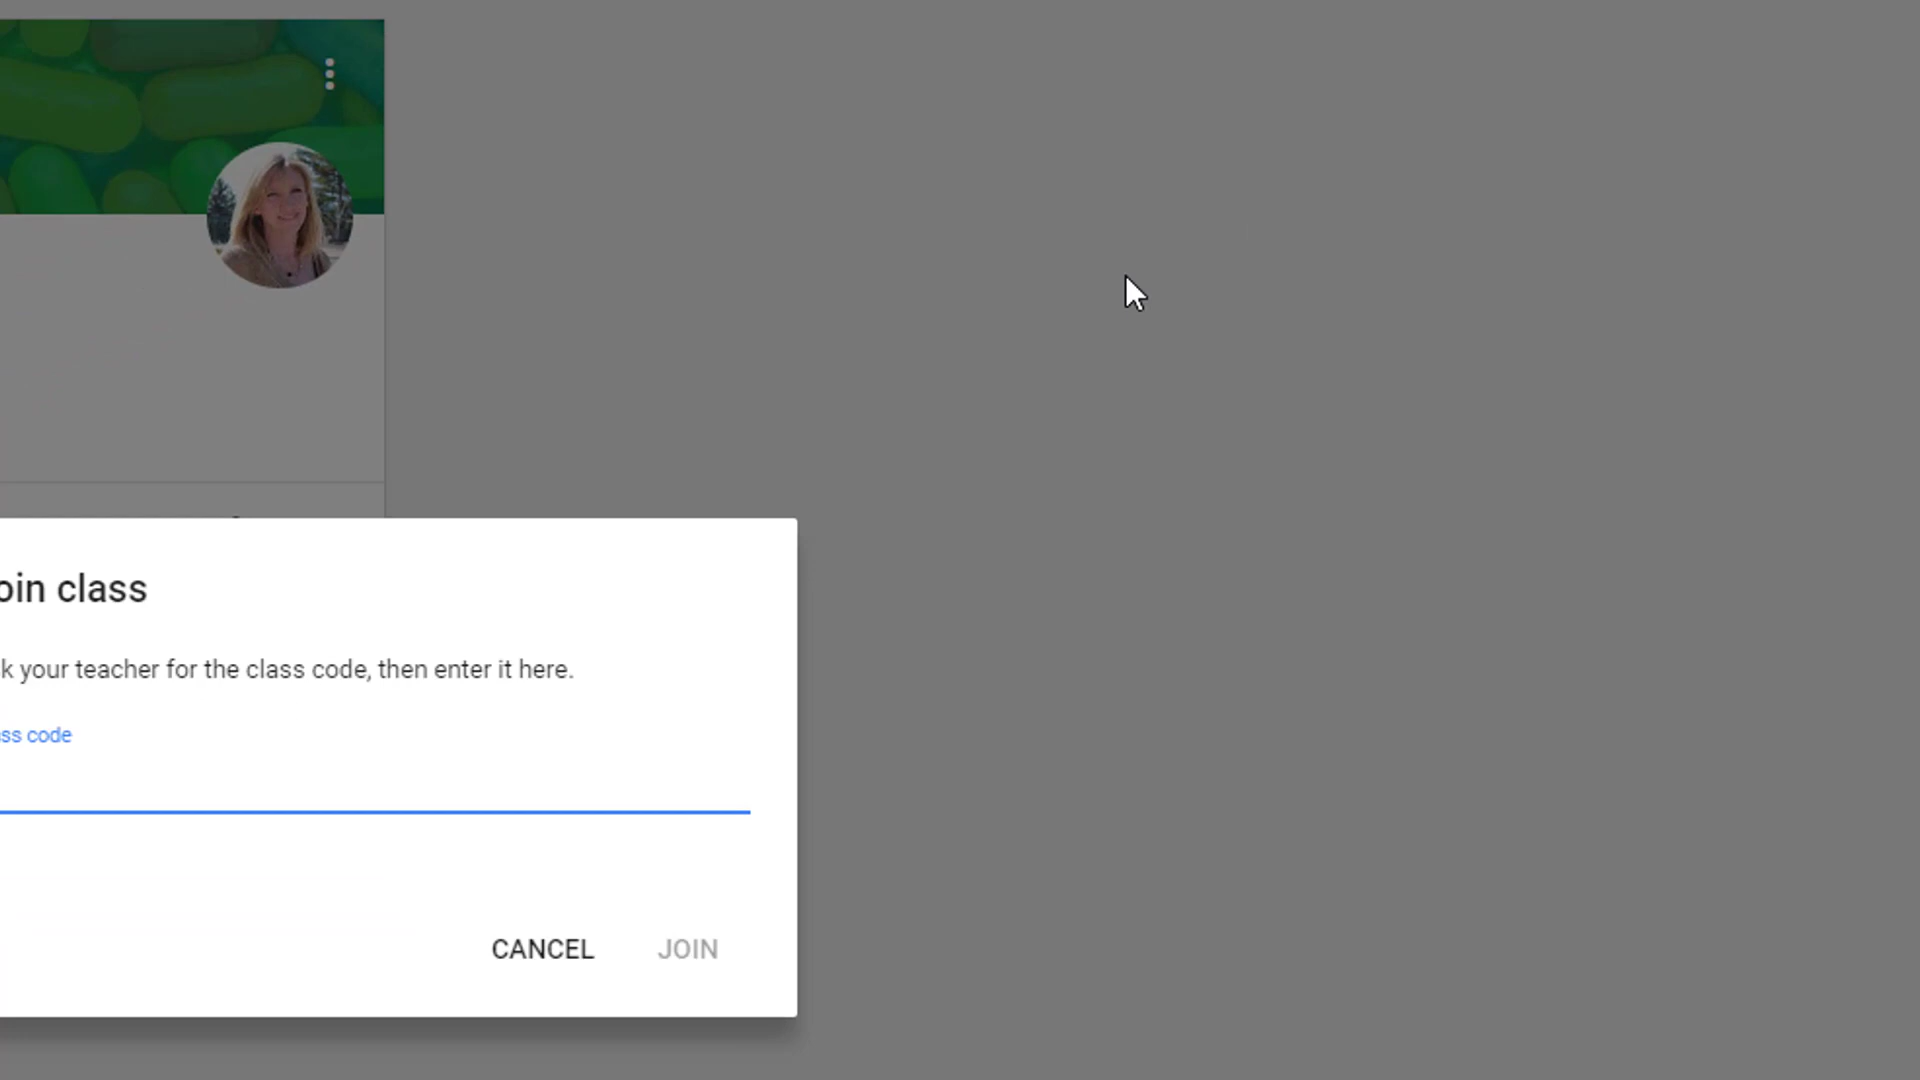 oin class
k your teacher for the class code, then enter it here.
ss code
CANCEL JOIN